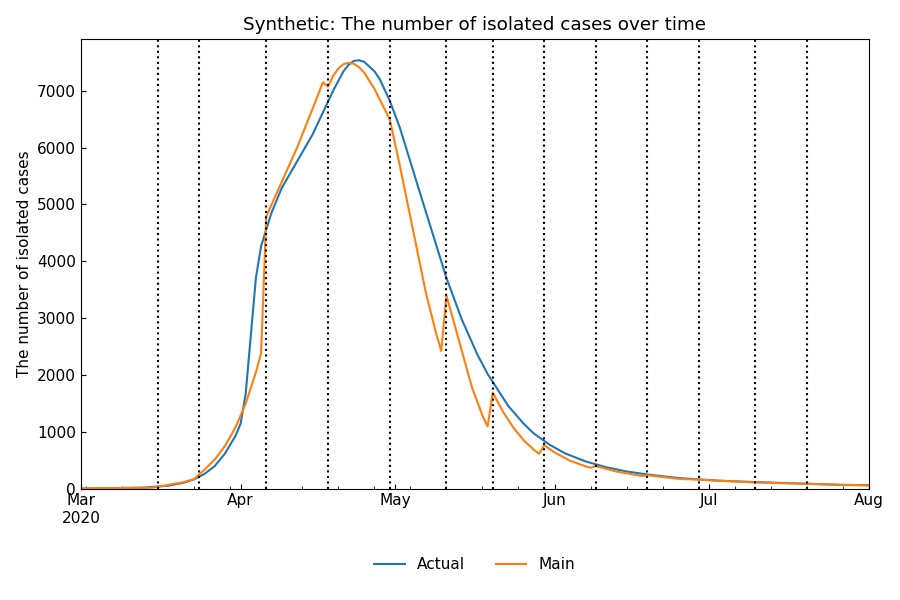 Synthetic: The number of isolated cases over time
The number of isolated cases
7000
6000
5000
4000
3000
2000
1000
0
Mar Apr May Jun Jul Aug
2020
Actual Main